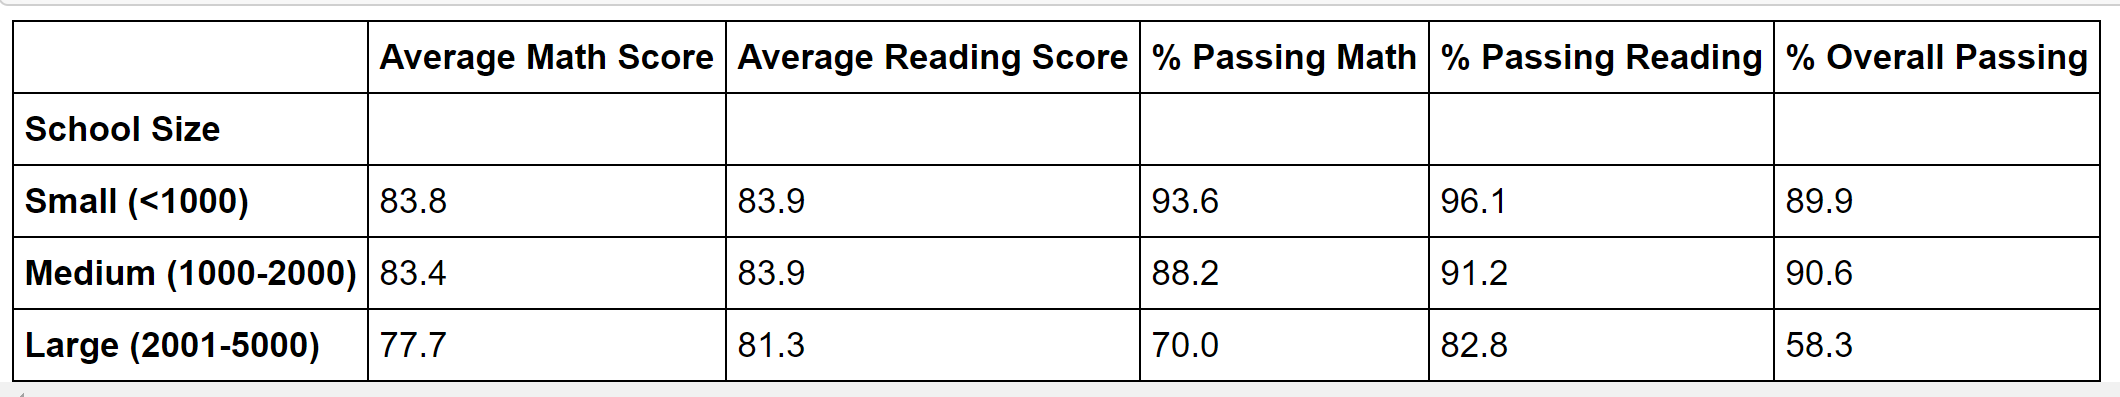 Average Math Score Average Reading Score % Passing Math % Passing Reading % Overall Passing
School Size
Small (<1000) 83.8 83.9 93.6 96.1 89.9
Medium (1000-2000) 83.4 83.9 88.2 91.2 90.6
Large (2001-5000) 77.7 81.3 70.0 82.8 58.3